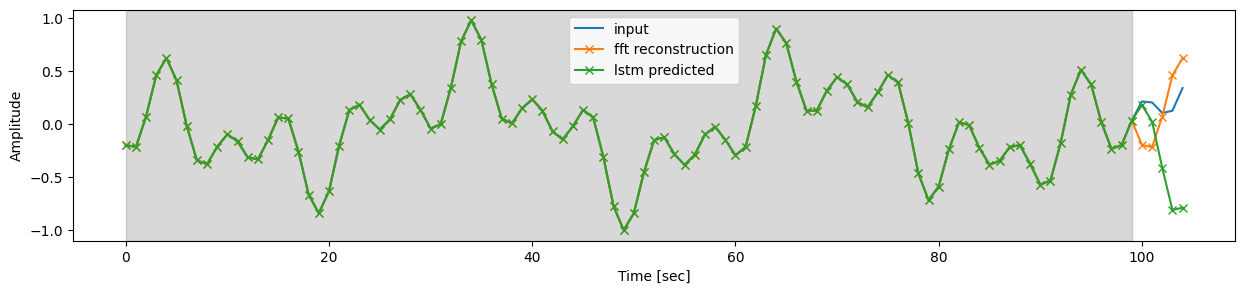 1.0
0.5
0.0
−0.5
−1.0
Amplitude
input
fft reconstruction
lstm predicted
0 20 40 60 80 100
Time [sec]